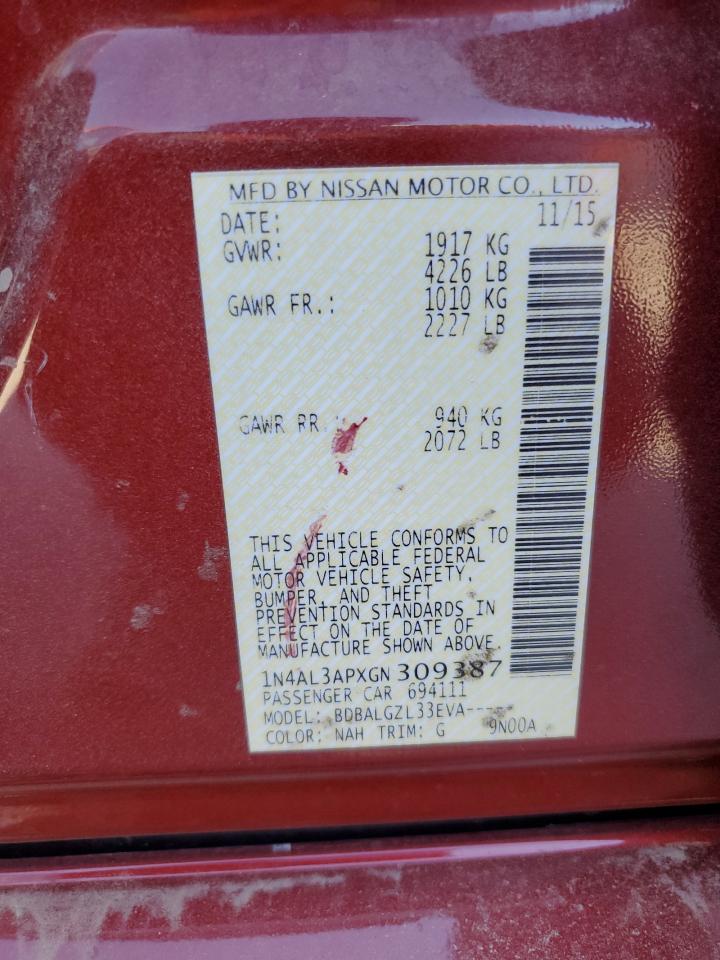 MFD BY NISSAN MOTOR CO., LTD.
DATE: 11/15
GVWR: 1917 KG
4226 LB
GAWR FR.: 1010 KG
2227 LB
GAWR RR.: 940 KG
2072 LB
THIS VEHICLE CONFORMS TO
ALL APPLICABLE FEDERAL
MOTOR VEHICLE SAFETY,
BUMPER, AND THEFT
PREVENTION STANDARDS IN
EFFECT ON THE DATE OF
MANUFACTURE SHOWN ABOVE
1N4AL3APXGN309387
PASSENGER CAR 694111
MODEL: BDBALGZL33EVA-----
COLOR: NAH TRIM: G 9N00A